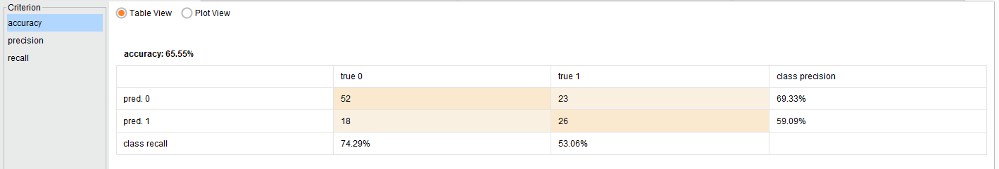 Criterion
accuracy
precision
recall
Table View Plot View
accuracy: 65.55%
true 0 true 1 class precision
pred. 0 52 23 69.33%
pred. 1 18 26 59.09%
class recall 74.29% 53.06%